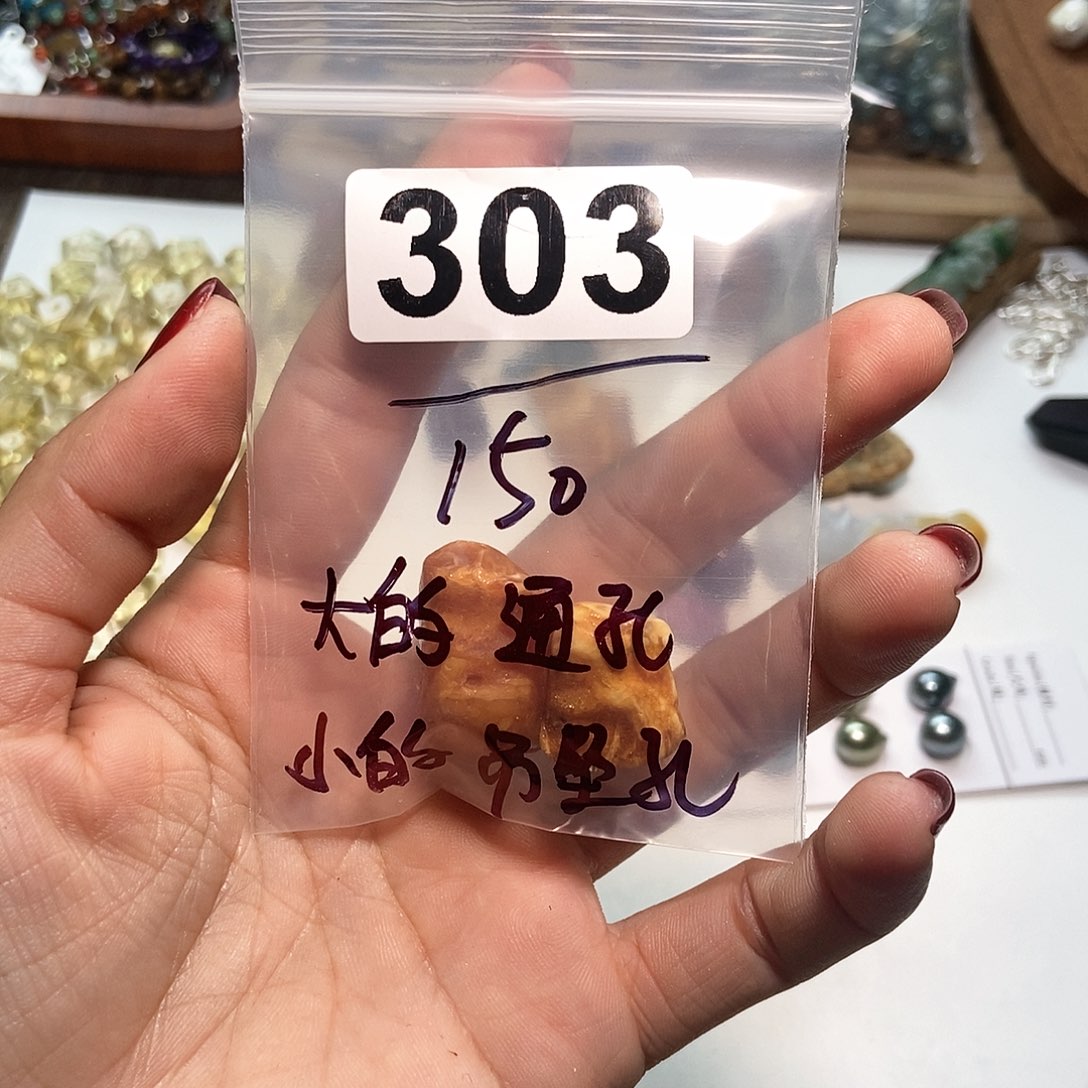 303
150
大的 通孔
小的 吊坠孔